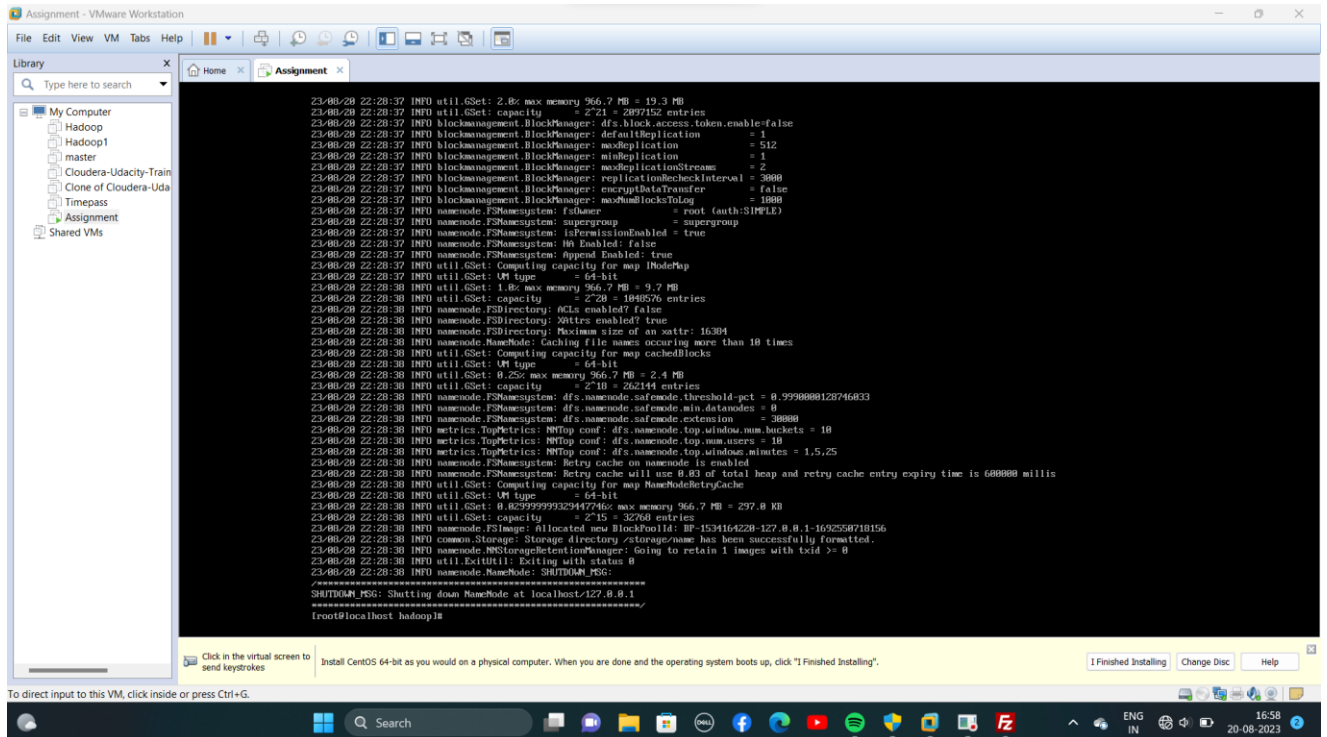 Assignment - VMware Workstation
File Edit View VM Tabs Help
Library
Type here to search
My Computer
Hadoop
Hadoop1
master
Cloudera-Udacity-Train
Clone of Cloudera-Uda
Timepass
Assignment
Shared VMs
Home
Assignment
23/08/20 22:28:37 INFO util.GSet: 2.0% max memory 966.7 MB = 19.3 MB
23/08/20 22:28:37 INFO util.GSet: capacity = 2^21 = 2097152 entries
23/08/20 22:28:37 INFO blockmanagement.BlockManager: dfs.block.access.token.enable=false
23/08/20 22:28:37 INFO blockmanagement.BlockManager: defaultReplication = 1
23/08/20 22:28:37 INFO blockmanagement.BlockManager: maxReplication = 512
23/08/20 22:28:37 INFO blockmanagement.BlockManager: minReplication = 1
23/08/20 22:28:37 INFO blockmanagement.BlockManager: maxReplicationStreams = 2
23/08/20 22:28:37 INFO blockmanagement.BlockManager: replicationRecheckInterval = 3000
23/08/20 22:28:37 INFO blockmanagement.BlockManager: encryptDataTransfer = false
23/08/20 22:28:37 INFO blockmanagement.BlockManager: maxNumBlocksToLog = 1000
23/08/20 22:28:37 INFO namenode.FSNamesystem: fsOwner = root (auth:SIMPLE)
23/08/20 22:28:37 INFO namenode.FSNamesystem: supergroup = supergroup
23/08/20 22:28:37 INFO namenode.FSNamesystem: isPermissionEnabled = true
23/08/20 22:28:37 INFO namenode.FSNamesystem: HA Enabled: false
23/08/20 22:28:37 INFO namenode.FSNamesystem: Append Enabled: true
23/08/20 22:28:37 INFO util.GSet: Computing capacity for map INodeMap
23/08/20 22:28:37 INFO util.GSet: VM type = 64-bit
23/08/20 22:28:38 INFO util.GSet: 1.0% max memory 966.7 MB = 9.7 MB
23/08/20 22:28:38 INFO util.GSet: capacity = 2^20 = 1048576 entries
23/08/20 22:28:38 INFO namenode.FSDirectory: ACLs enabled? false
23/08/20 22:28:38 INFO namenode.FSDirectory: XAttrs enabled? true
23/08/20 22:28:38 INFO namenode.FSDirectory: Maximum size of an xattr: 16384
23/08/20 22:28:38 INFO namenode.NameNode: Caching file names occuring more than 10 times
23/08/20 22:28:38 INFO util.GSet: Computing capacity for map cachedBlocks
23/08/20 22:28:38 INFO util.GSet: VM type = 64-bit
23/08/20 22:28:38 INFO util.GSet: 0.25% max memory 966.7 MB = 2.4 MB
23/08/20 22:28:38 INFO util.GSet: capacity = 2^18 = 262144 entries
23/08/20 22:28:38 INFO namenode.FSNamesystem: dfs.namenode.safemode.threshold-pct = 0.9990000128746033
23/08/20 22:28:38 INFO namenode.FSNamesystem: dfs.namenode.safemode.min.datanodes = 0
23/08/20 22:28:38 INFO namenode.FSNamesystem: dfs.namenode.safemode.extension = 30000
23/08/20 22:28:38 INFO metrics.TopMetrics: NNTop conf: dfs.namenode.top.window.num.buckets = 10
23/08/20 22:28:38 INFO metrics.TopMetrics: NNTop conf: dfs.namenode.top.num.users = 10
23/08/20 22:28:38 INFO metrics.TopMetrics: NNTop conf: dfs.namenode.top.windows.minutes = 1,5,25
23/08/20 22:28:38 INFO namenode.FSNamesystem: Retry cache on namenode is enabled
23/08/20 22:28:38 INFO namenode.FSNamesystem: Retry cache will use 0.03 of total heap and retry cache entry expiry time is 600000 millis
23/08/20 22:28:38 INFO util.GSet: Computing capacity for map NameNodeRetryCache
23/08/20 22:28:38 INFO util.GSet: VM type = 64-bit
23/08/20 22:28:38 INFO util.GSet: 0.029999999329447746% max memory 966.7 MB = 297.0 KB
23/08/20 22:28:38 INFO util.GSet: capacity = 2^15 = 32768 entries
23/08/20 22:28:38 INFO namenode.FSImage: Allocated new BlockPoolId: BP-1534164220-127.0.0.1-1692550718156
23/08/20 22:28:38 INFO common.Storage: Storage directory /storage/name has been successfully formatted.
23/08/20 22:28:38 INFO namenode.NNStorageRetentionManager: Going to retain 1 images with txid >= 0
23/08/20 22:28:38 INFO util.ExitUtil: Exiting with status 0
23/08/20 22:28:38 INFO namenode.NameNode: SHUTDOWN_MSG:
/************************************************************
SHUTDOWN_MSG: Shutting down NameNode at localhost/127.0.0.1
************************************************************/
[root@localhost hadoop]#
Click in the virtual screen to
send keystrokes
Install CentOS 64-bit as you would on a physical computer. When you are done and the operating system boots up, click "I Finished Installing".
I Finished Installing
Change Disc
Help
To direct input to this VM, click inside or press Ctrl+G.
Search
DELL
ENG
IN
16:58
20-08-2023
2